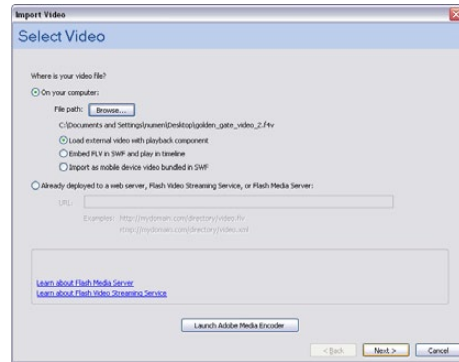 Import Video
Select Video
Where is your video file?
On your computer:
File path: Browse...
C:\Documents and Settings\numen\Desktop\golden_gate_video_2.f4v
Load external video with playback component
Embed FLV in SWF and play in timeline
Import as mobile device video bundled in SWF
Already deployed to a web server, Flash Video Streaming Service, or Flash Media Server:
URL:
Examples: http://mydomain.com/directory/video.flv
rtmp://mydomain.com/directory/video.xml
Learn about Flash Media Server
Learn about Flash Video Streaming Service
Launch Adobe Media Encoder
< Back Next > Cancel